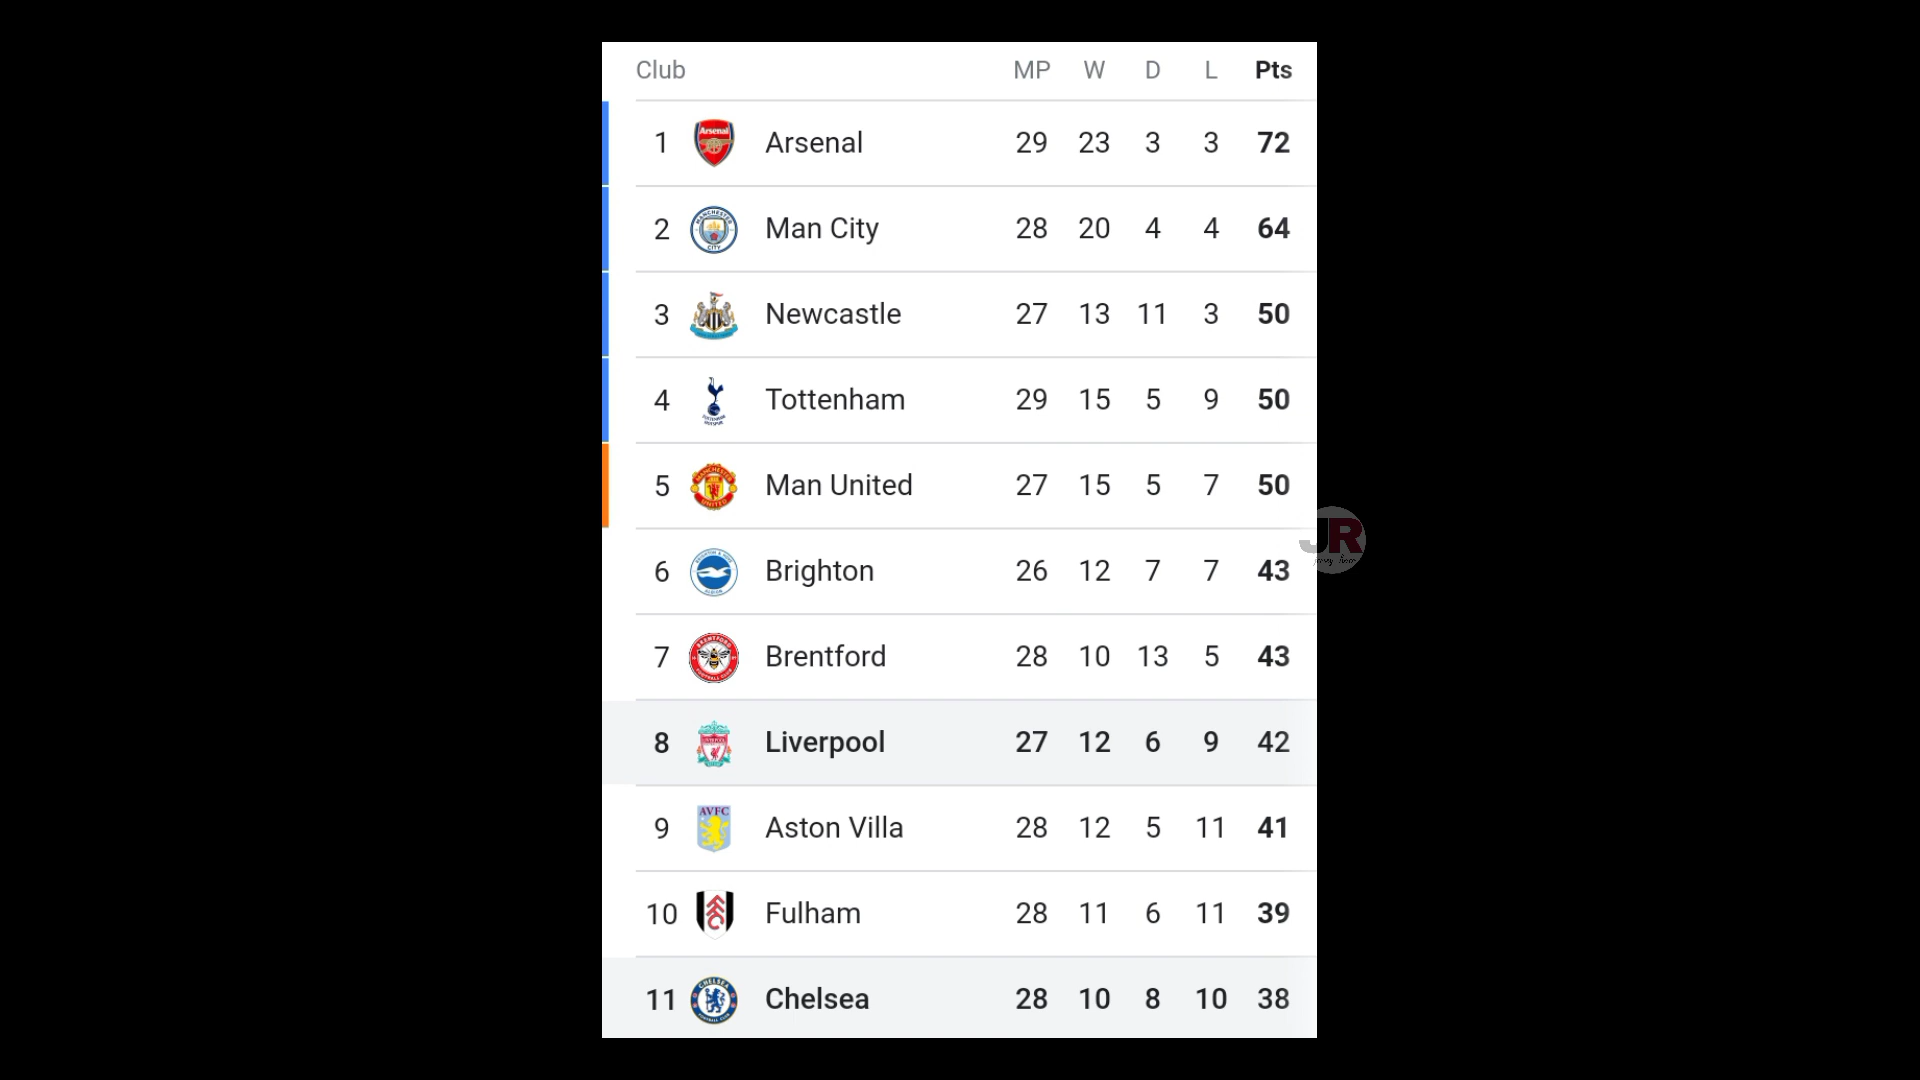 Club MP W D L Pts
1 Arsenal 29 23 3 3 72
2 Man City 28 20 4 4 64
3 Newcastle 27 13 11 3 50
4 Tottenham 29 15 5 9 50
5 Man United 27 15 5 7 50
6 Brighton 26 12 7 7 43
7 Brentford 28 10 13 5 43
8 Liverpool 27 12 6 9 42
9 Aston Villa 28 12 5 11 41
10 Fulham 28 11 6 11 39
11 Chelsea 28 10 8 10 38
JR